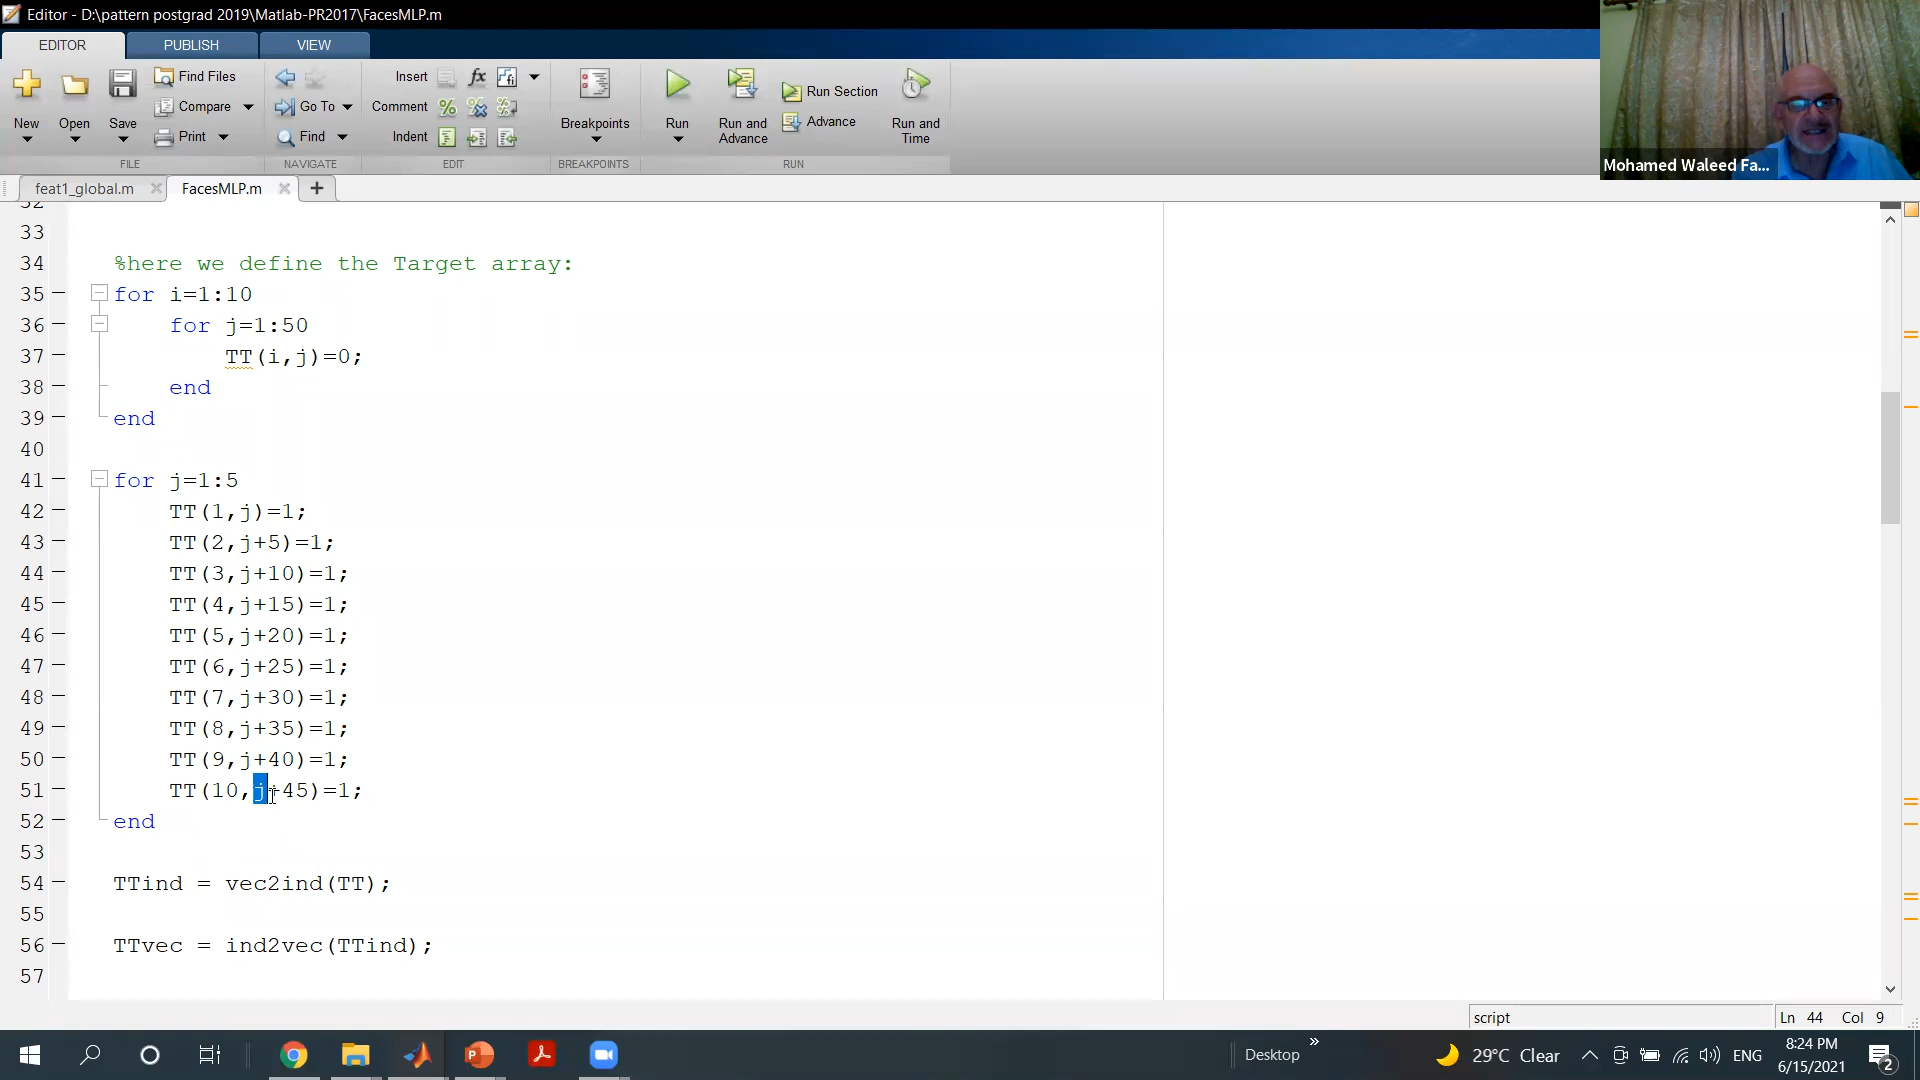 Editor - D:\pattern postgrad 2019\Matlab-PR2017\FacesMLP.m
EDITOR PUBLISH VIEW
New Open Save Find Files Compare Print
FILE
Go To Find
NAVIGATE
Insert fx
Comment
Indent
EDIT
Breakpoints
BREAKPOINTS
Run Run and Advance Run Section Advance Run and Time
RUN
Mohamed Waleed Fa...
feat1_global.m FacesMLP.m
32
33
34 %here we define the Target array:
35 for i=1:10
36 for j=1:50
37 TT(i,j)=0;
38 end
39 end
40
41 for j=1:5
42 TT(1,j)=1;
43 TT(2,j+5)=1;
44 TT(3,j+10)=1;
45 TT(4,j+15)=1;
46 TT(5,j+20)=1;
47 TT(6,j+25)=1;
48 TT(7,j+30)=1;
49 TT(8,j+35)=1;
50 TT(9,j+40)=1;
51 TT(10,j+45)=1;
52 end
53
54 TTind = vec2ind(TT);
55
56 TTvec = ind2vec(TTind);
57
script Ln 44 Col 9
Desktop » 29°C Clear ENG 8:24 PM
6/15/2021 2